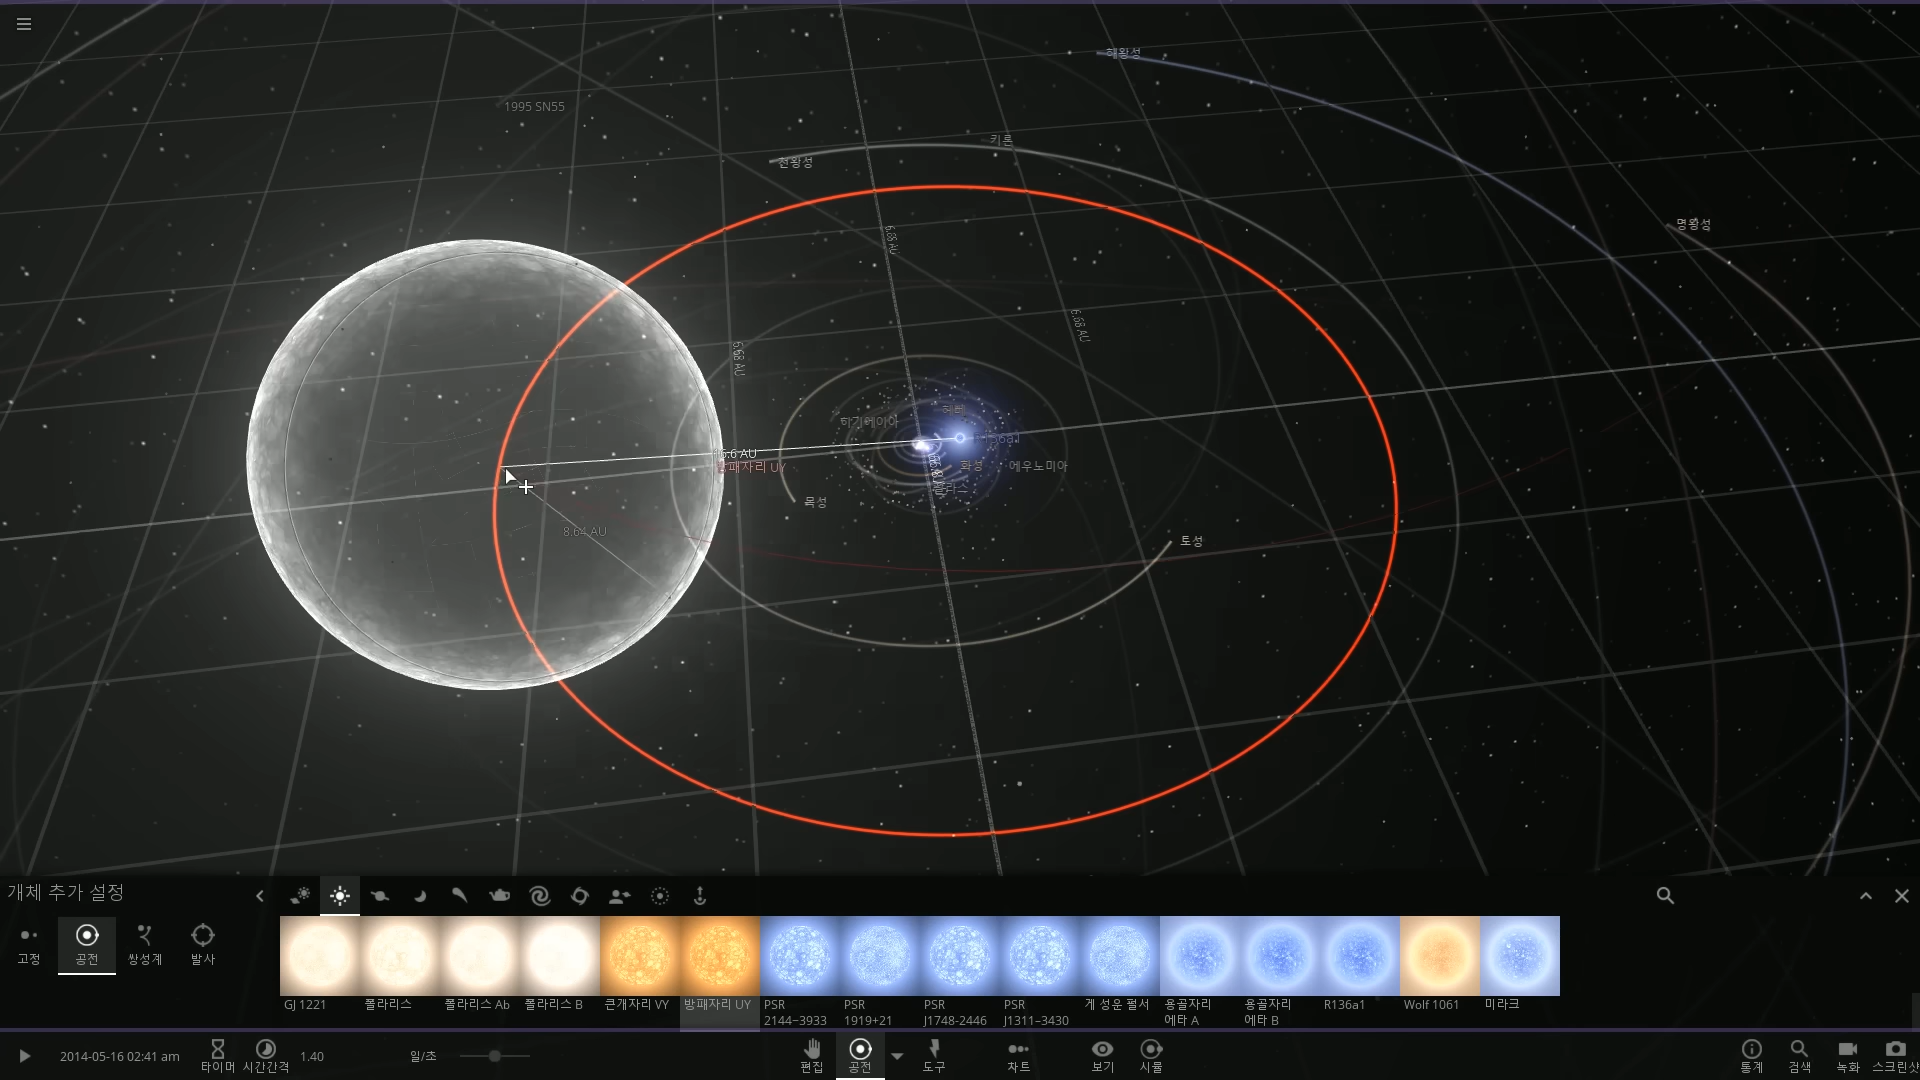 해왕성
1995 SN55
키론
천왕성
명왕성
6.68 AU
6.68 AU
6.68 AU
헤베
히기에이아
R136a1
방패자리 UY
화성
에우노미아
목성
8.64 AU
토성
개체 추가 설정
고정
공전
쌍성계
발사
GJ 1221
폴라리스
폴라리스 Ab
폴라리스 B
큰개자리 VY
방패자리 UY
PSR
2144-3933
PSR
1919+21
PSR
J1748-2446
PSR
J1311-3430
게 성운 펄서
용골자리
에타 A
용골자리
에타 B
R136a1
Wolf 1061
미라크
2014-05-16 02:41 am
타이머
시간간격
1.40
일/초
편집
공전
도구
차트
보기
시뮬
통계
검색
녹화
스크린샷